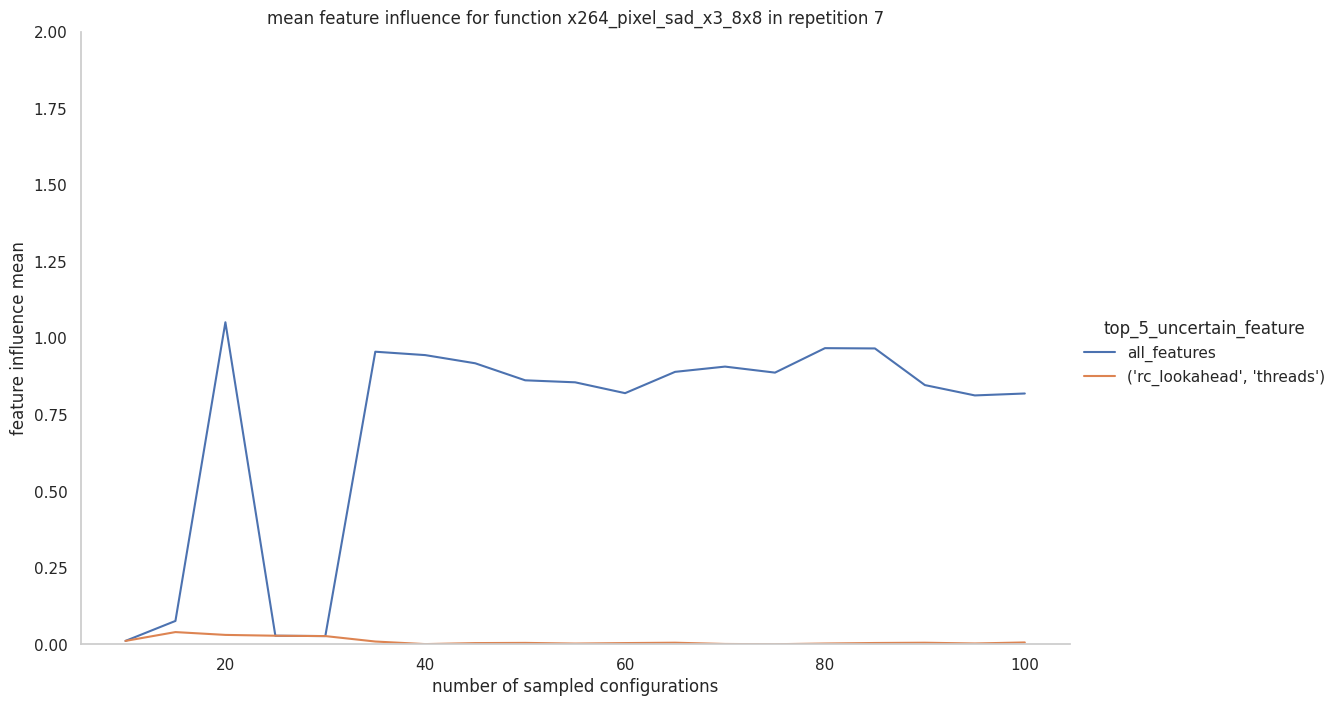 mean feature influence for function x264_pixel_sad_x3_8x8 in repetition 7
2.00
1.75
1.50
1.25
1.00
0.75
0.50
0.25
0.00
feature influence mean
20 40 60 80 100
number of sampled configurations
top_5_uncertain_feature
all_features
('rc_lookahead', 'threads')